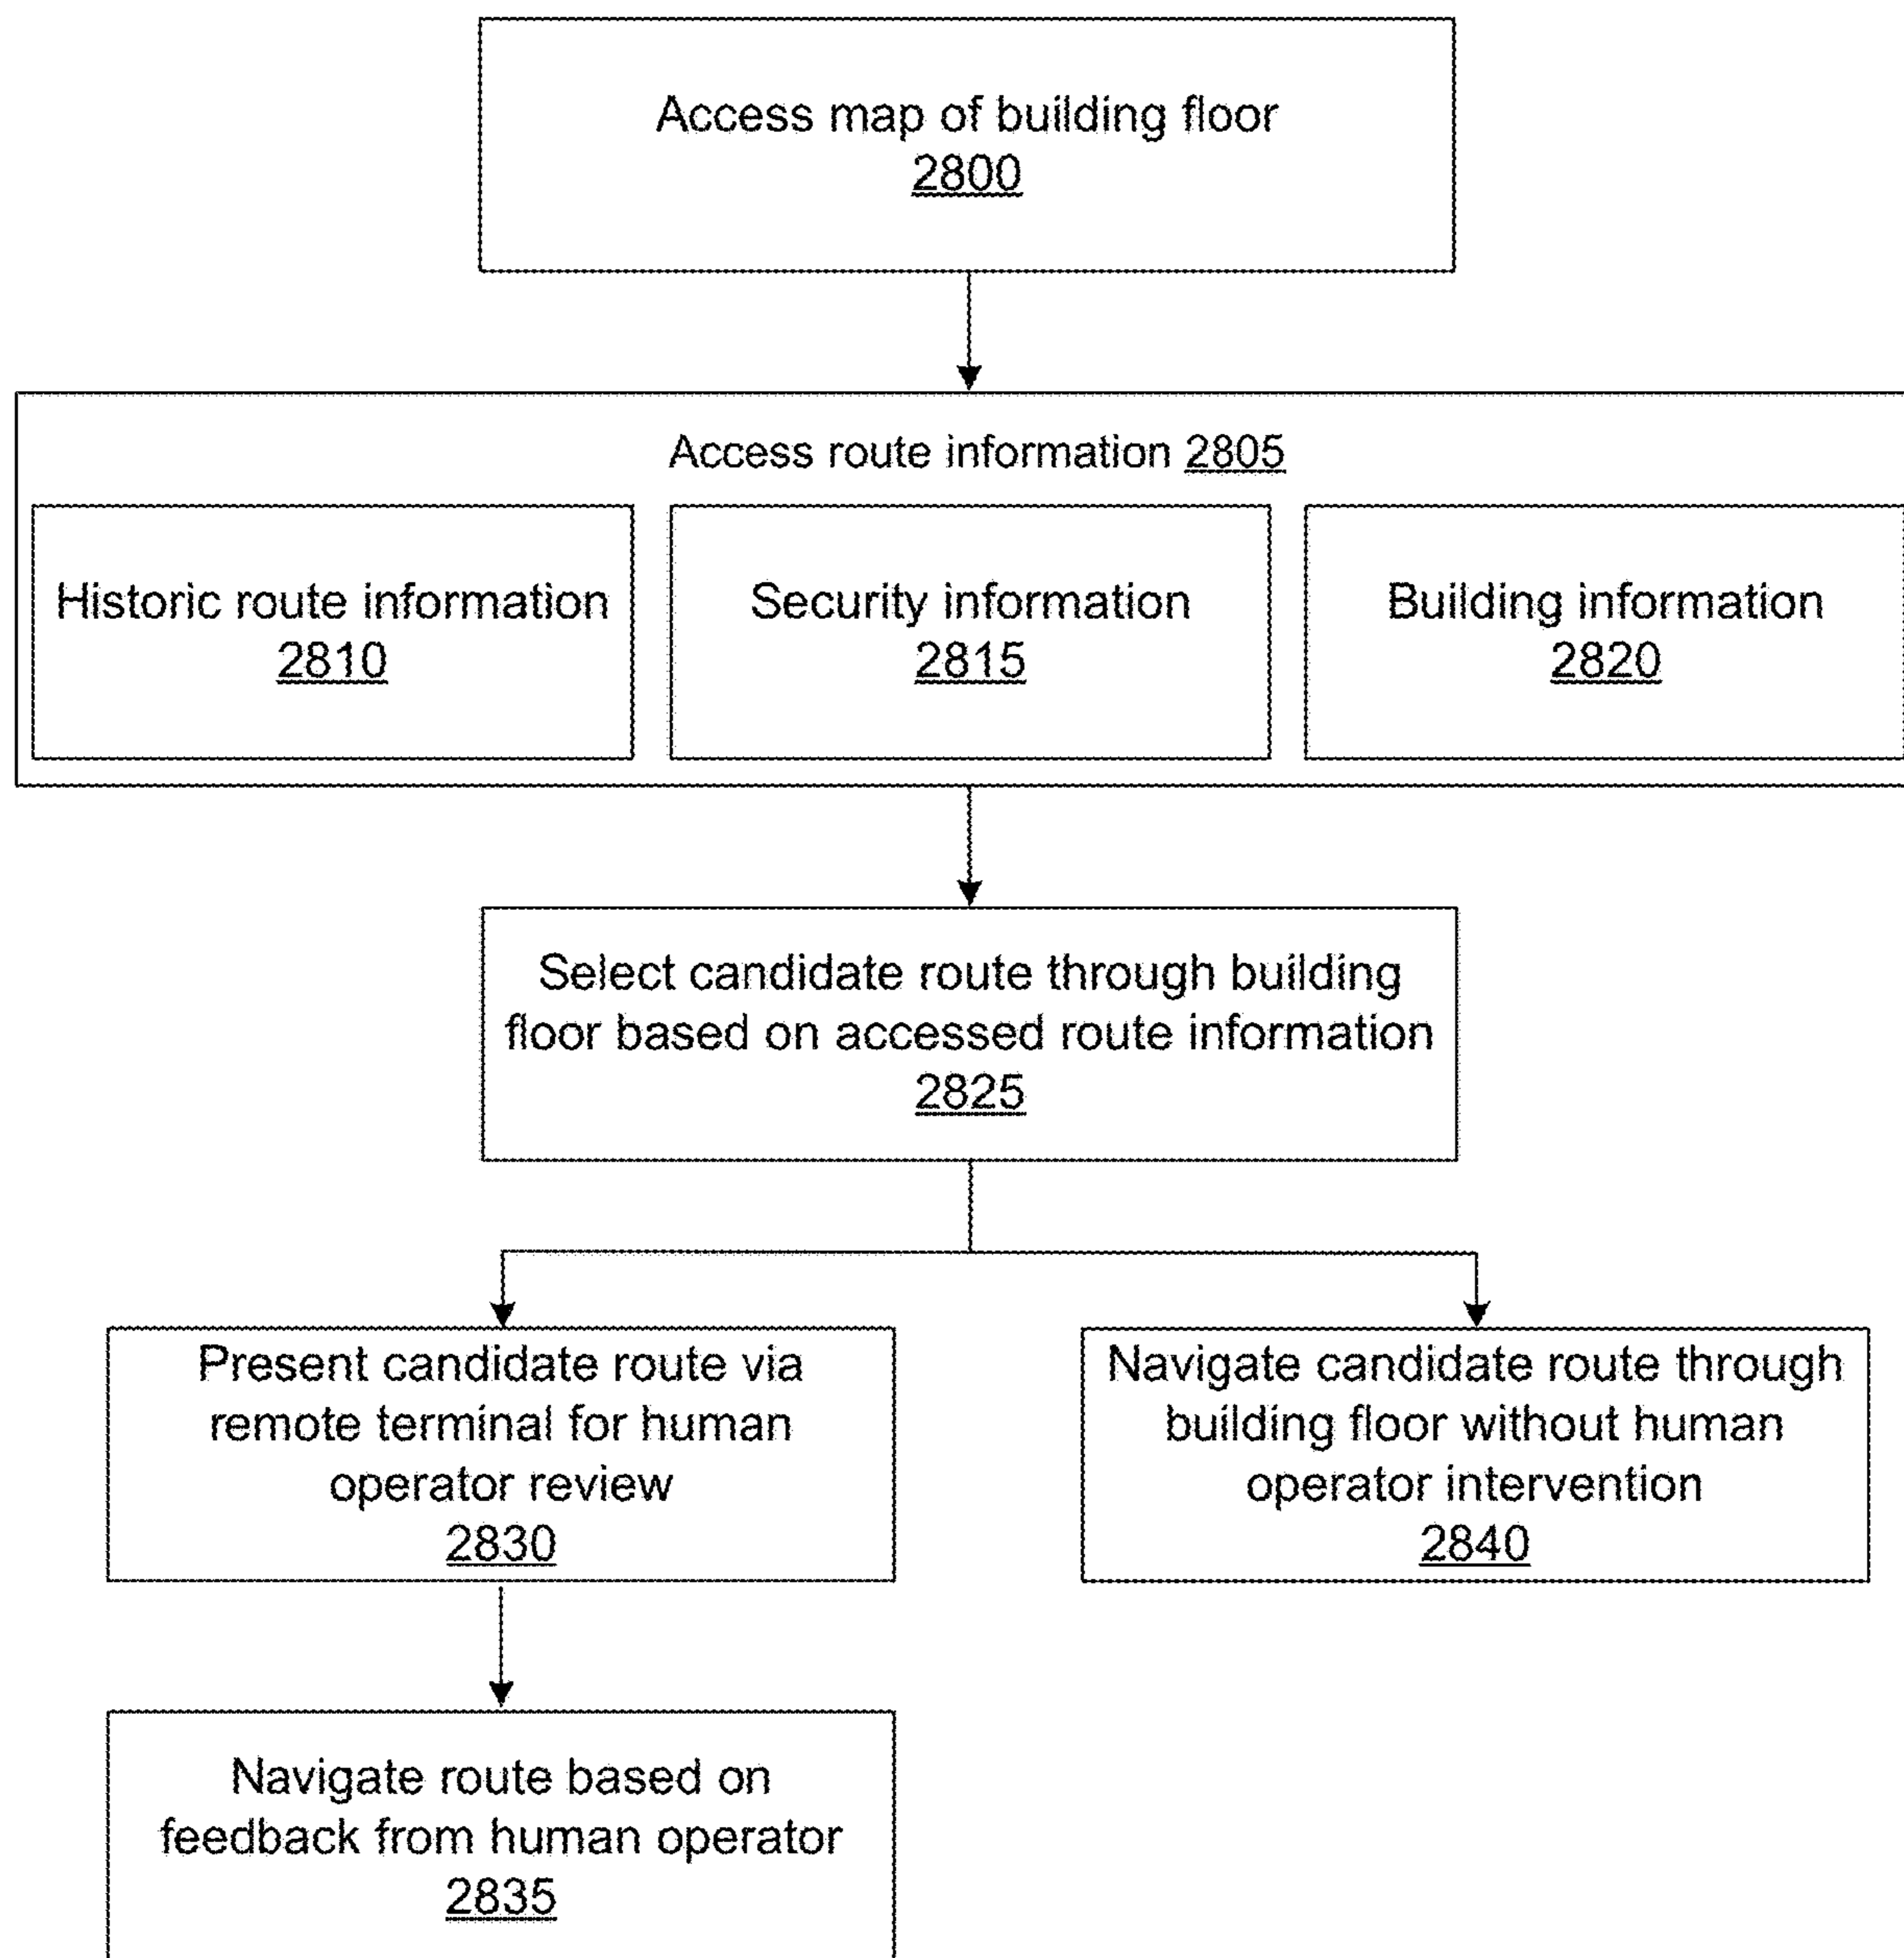 Access map of building floor
2800
Access route information 2805
Historic route information
2810
Security information
2815
Building information
2820
Select candidate route through building
floor based on accessed route information
2825
Present candidate route via
remote terminal for human
operator review
2830
Navigate candidate route through
building floor without human
operator intervention
2840
Navigate route based on
feedback from human operator
2835